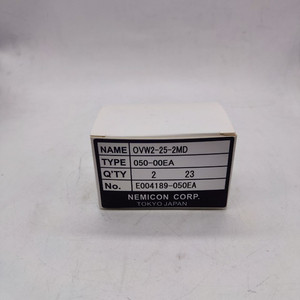 NAME OVW2-25-2MD
TYPE 050-00EA
Q'TY 2 23
No. E004189-050EA
NEMICON CORP.
TOKYO JAPAN